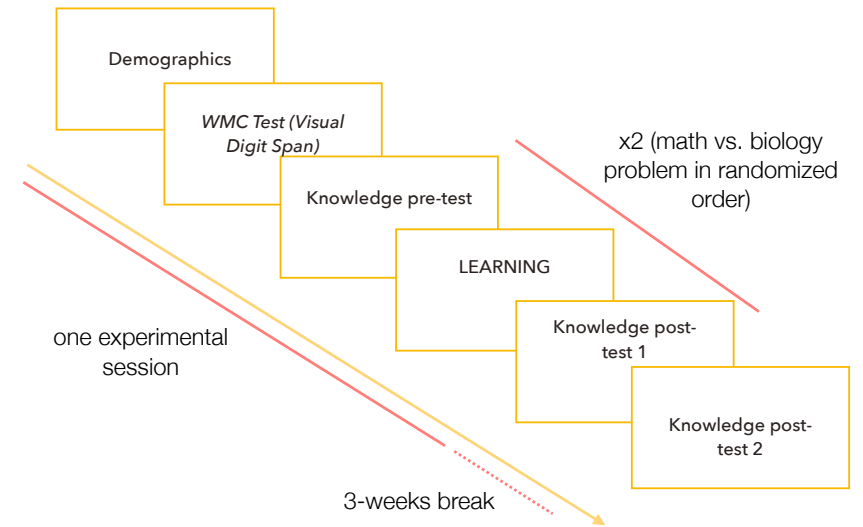 Demographics
WMC Test (Visual
Digit Span)
x2 (math vs. biology
problem in randomized
order)
Knowledge pre-test
LEARNING
Knowledge post-
test 1
one experimental
session
Knowledge post-
test 2
3-weeks break